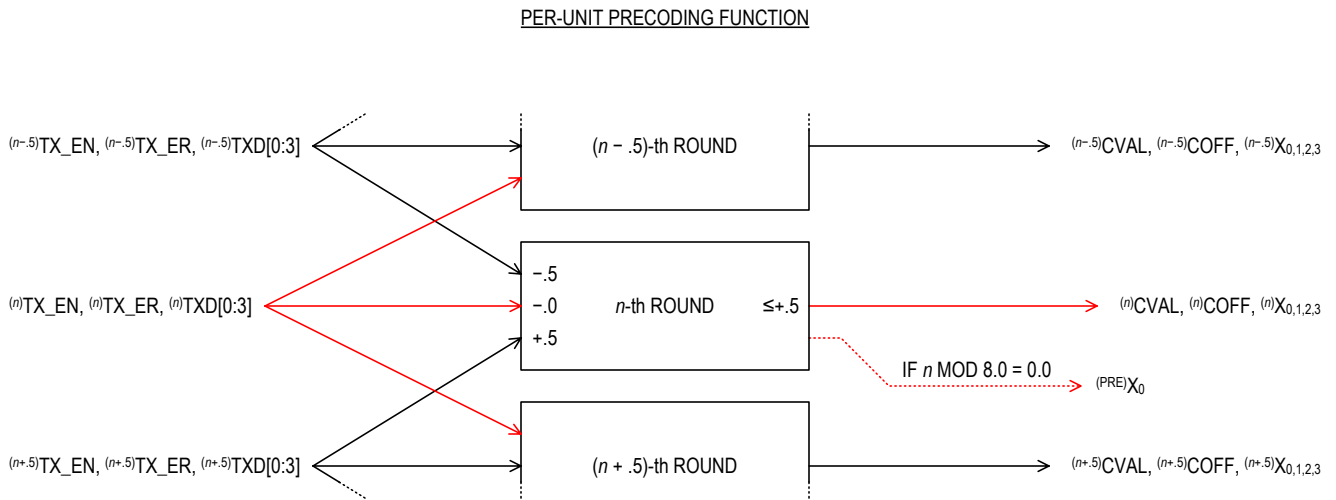 PER-UNIT PRECODING FUNCTION
(n−.5)TX_EN, (n−.5)TX_ER, (n−.5)TXD[0:3] (n − .5)-th ROUND (n−.5)CVAL, (n−.5)COFF, (n−.5)X0,1,2,3
−.5
(n)TX_EN, (n)TX_ER, (n)TXD[0:3] −.0 n-th ROUND ≤+.5 (n)CVAL, (n)COFF, (n)X0,1,2,3
+.5
IF n MOD 8.0 = 0.0
(PRE)X0
(n+.5)TX_EN, (n+.5)TX_ER, (n+.5)TXD[0:3] (n + .5)-th ROUND (n+.5)CVAL, (n+.5)COFF, (n+.5)X0,1,2,3